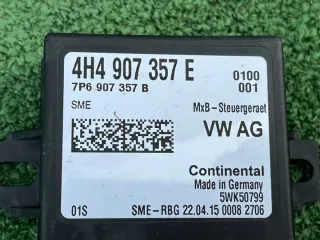 4H4 907 357 E 0100
7P6 907 357 B 001
SME MxB-Steuergeraet
VW AG
Continental
Made in Germany
5WK50799
01S SME-RBG 22.04.15 0008 2706